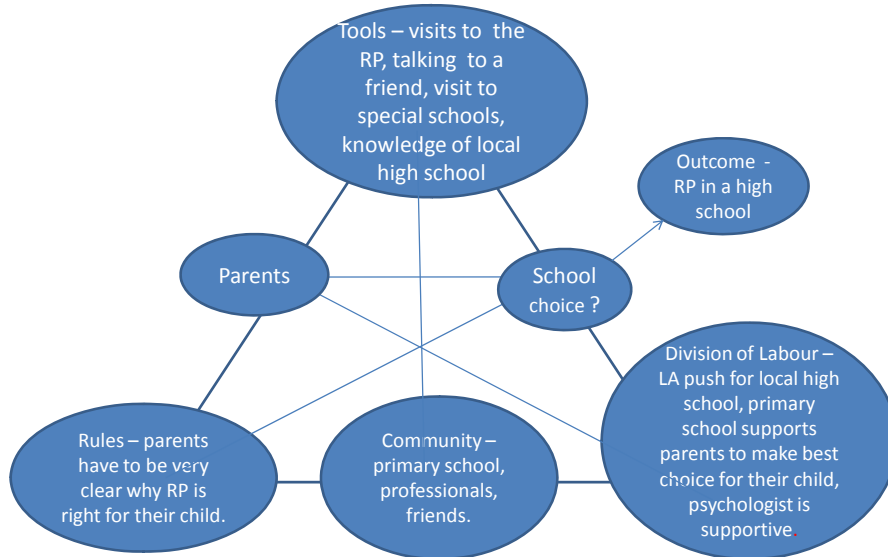 Tools – visits to the
RP, talking to a
friend, visit to
special schools,
knowledge of local
high school
Outcome -
RP in a high
school
Parents
School
choice ?
Division of Labour –
LA push for local high
school, primary
school supports
parents to make best
choice for their child,
psychologist is
supportive.
Rules – parents
have to be very
clear why RP is
right for their child.
Community –
primary school,
professionals,
friends.